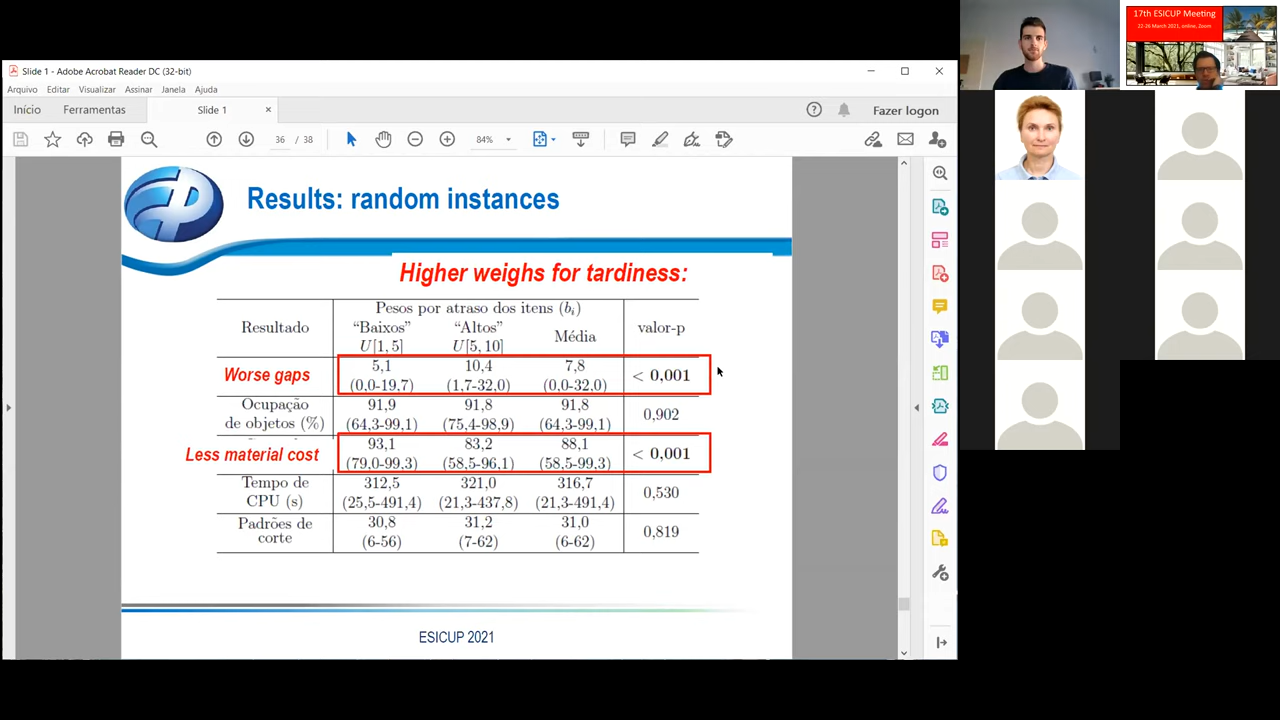 17th ESICUP Meeting
22-26 March 2021, online, Zoom
Slide 1 - Adobe Acrobat Reader DC (32-bit)
Arquivo Editar Visualizar Assinar Janela Ajuda
Início Ferramentas Slide 1 Fazer logon
36 / 38 84%
Results: random instances
Higher weighs for tardiness:
Resultado
Pesos por atraso dos itens (bi)
"Baixos" "Altos" Média valor-p
U[1, 5] U[5, 10]
Worse gaps
5,1 10,4 7,8 < 0,001
(0,0-19,7) (1,7-32,0) (0,0-32,0)
Ocupação 91,9 91,8 91,8 0,902
de objetos (%) (64,3-99,1) (75,4-98,9) (64,3-99,1)
Less material cost
93,1 83,2 88,1 < 0,001
(79,0-99,3) (58,5-96,1) (58,5-99,3)
Tempo de 312,5 321,0 316,7 0,530
CPU (s) (25,5-491,4) (21,3-437,8) (21,3-491,4)
Padrões de 30,8 31,2 31,0 0,819
corte (6-56) (7-62) (6-62)
ESICUP 2021